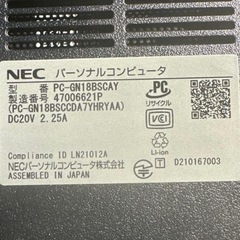 NEC パーソナルコンピュータ
型 番 PC-GN18BSCAY
製造番号 47006621P
(PC-GN18BSCCDA7YHRYAA)
DC20V 2.25A
PC
リサイクル
VCCI
Li-ion
Compliance ID LN21012A
NECパーソナルコンピュータ株式会社
ASSEMBLED IN JAPAN
D210167003